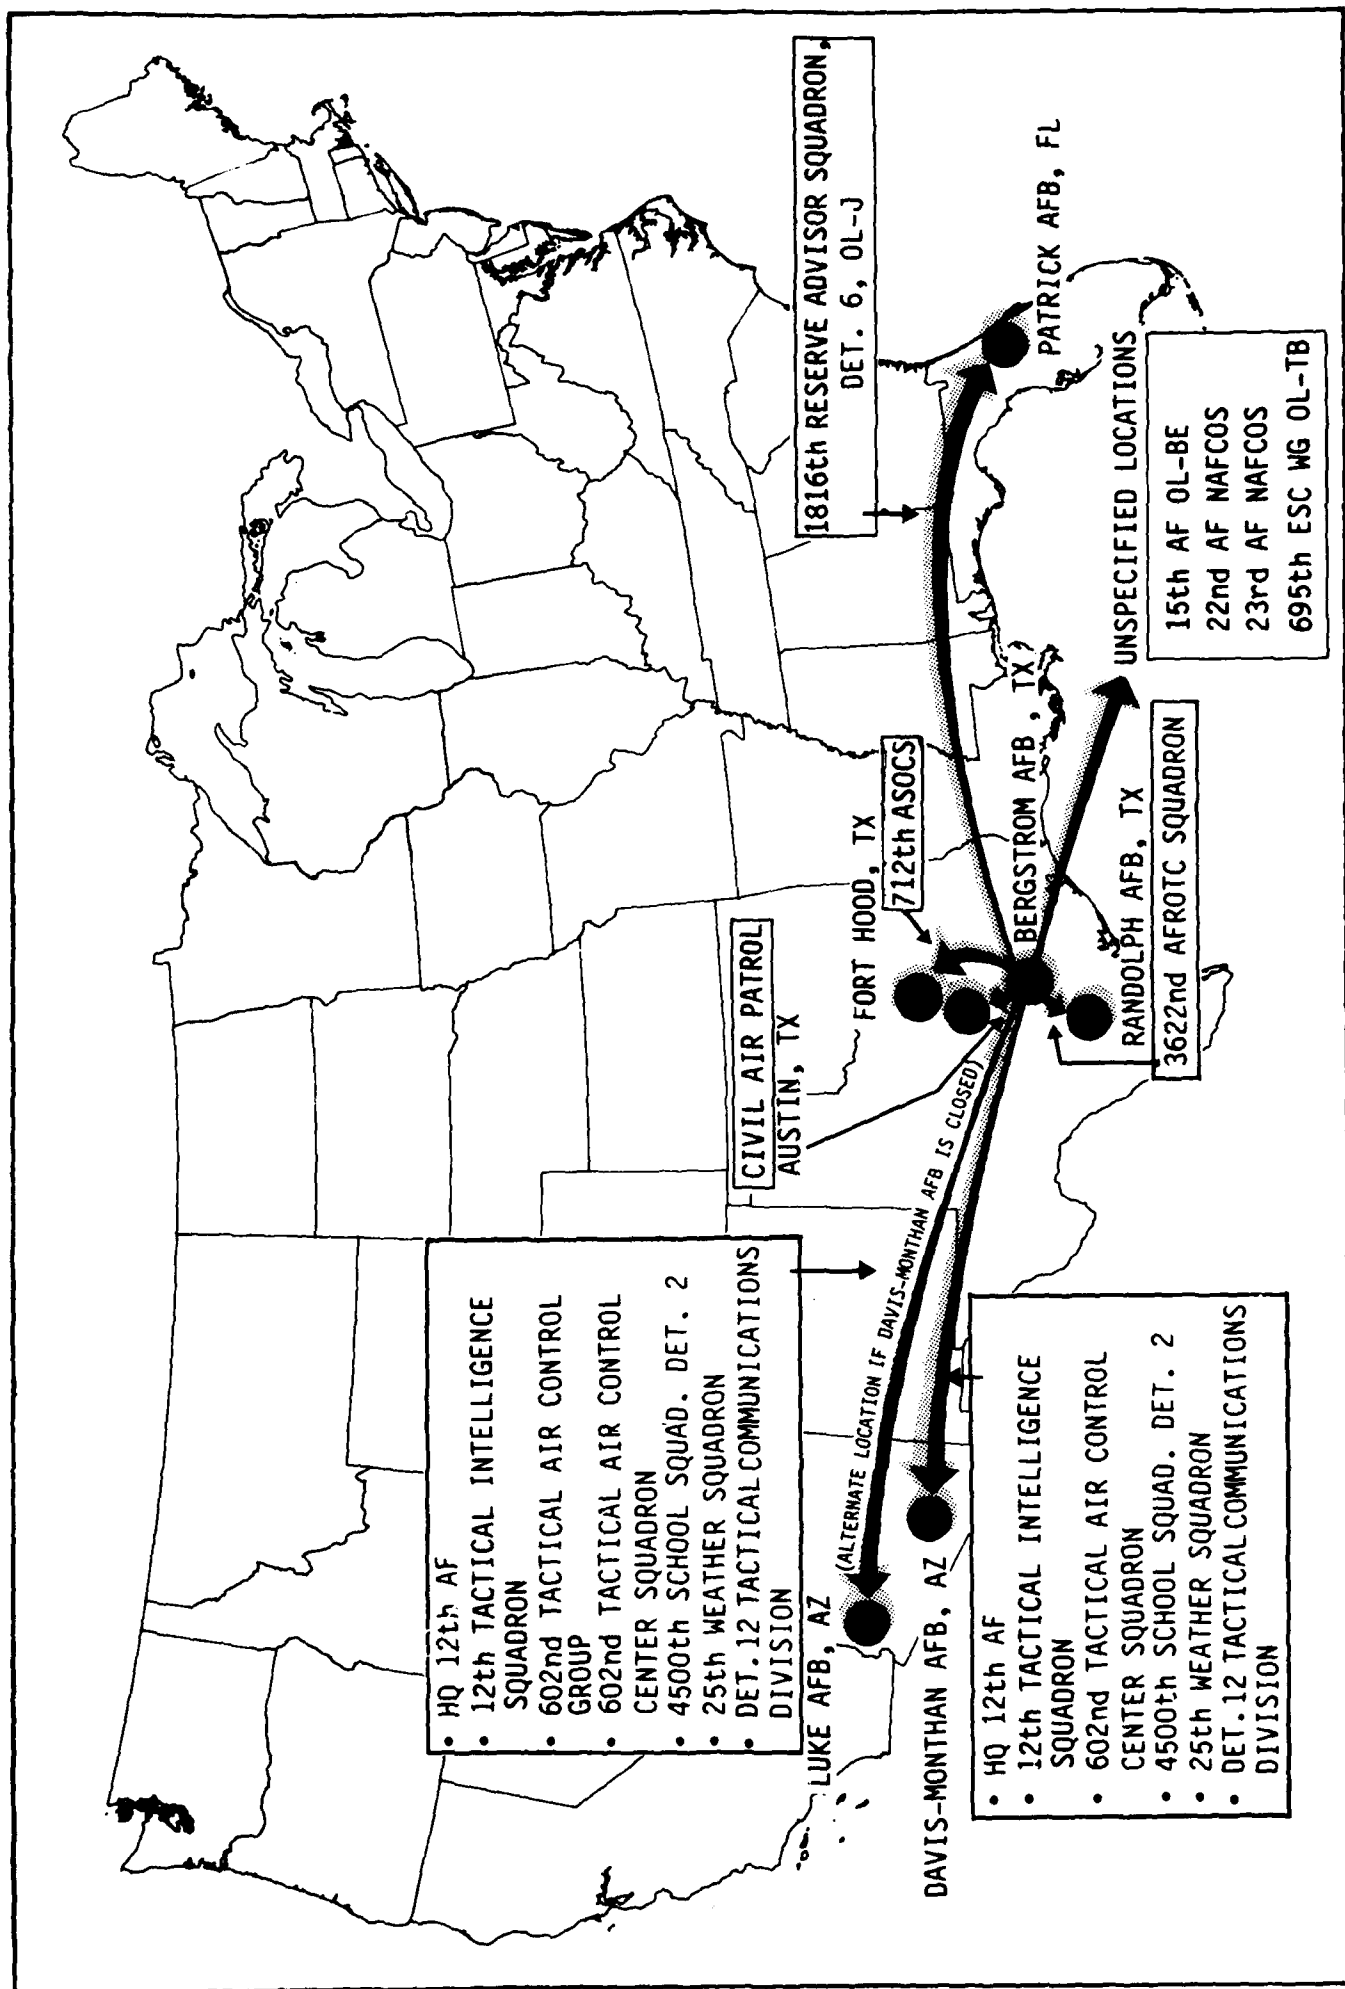 1816th RESERVE ADVISOR SQUADRON,
DET. 6, OL-J
PATRICK AFB, FL
UNSPECIFIED LOCATIONS
15th AF OL-BE
22nd AF NAFCOS
23rd AF NAFCOS
695th ESC WG OL-TB
CIVIL AIR PATROL
AUSTIN, TX
FORT HOOD, TX
712th ASOCS
BERGSTROM AFB, TX
RANDOLPH AFB, TX
3622nd AFROTC SQUADRON
• HQ 12th AF
• 12th TACTICAL INTELLIGENCE
SQUADRON
• 602nd TACTICAL AIR CONTROL
GROUP
• 602nd TACTICAL AIR CONTROL
CENTER SQUADRON
• 4500th SCHOOL SQUAD. DET. 2
• 25th WEATHER SQUADRON
• DET.12 TACTICAL COMMUNICATIONS
DIVISION
LUKE AFB, AZ
(ALTERNATE LOCATION IF DAVIS-MONTHAN AFB IS CLOSED)
DAVIS-MONTHAN AFB, AZ
• HQ 12th AF
• 12th TACTICAL INTELLIGENCE
SQUADRON
• 602nd TACTICAL AIR CONTROL
CENTER SQUADRON
• 4500th SCHOOL SQUAD. DET. 2
• 25th WEATHER SQUADRON
• DET.12 TACTICAL COMMUNICATIONS
DIVISION